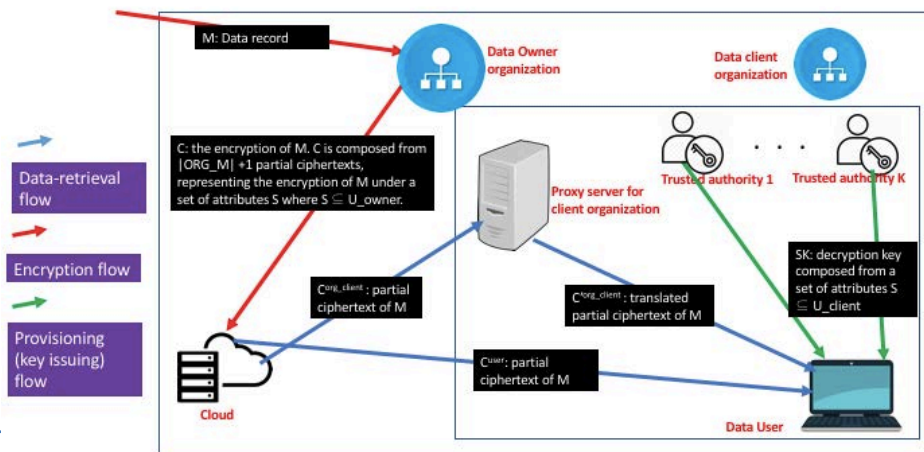 M: Data record
Data Owner
organization
Data client
organization
C: the encryption of M. C is composed from
|ORG_M| +1 partial ciphertexts,
representing the encryption of M under a
set of attributes S where S ⊆ U_owner.
Data-retrieval
flow
Encryption flow
Provisioning
(key issuing)
flow
Proxy server for
client organization
Trusted authority 1
. . .
Trusted authority K
SK: decryption key
composed from a
set of attributes S
⊆ U_client
C^org_client : partial
ciphertext of M
C'^org_client : translated
partial ciphertext of M
C^user: partial
ciphertext of M
Cloud
Data User